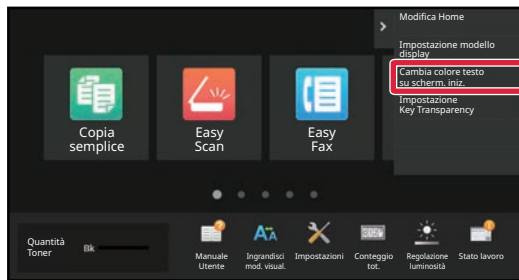 Modifica Home
Impostazione modello
display
Cambia colore testo
su scherm. iniz.
Impostazione
Key Transparency
Copia
semplice
Easy
Scan
Easy
Fax
Quantità
Toner
Bk
Manuale
Utente
Ingrandisci
mod. visual.
Impostazioni
Conteggio
tot.
Regolazione
luminosità
Stato lavoro